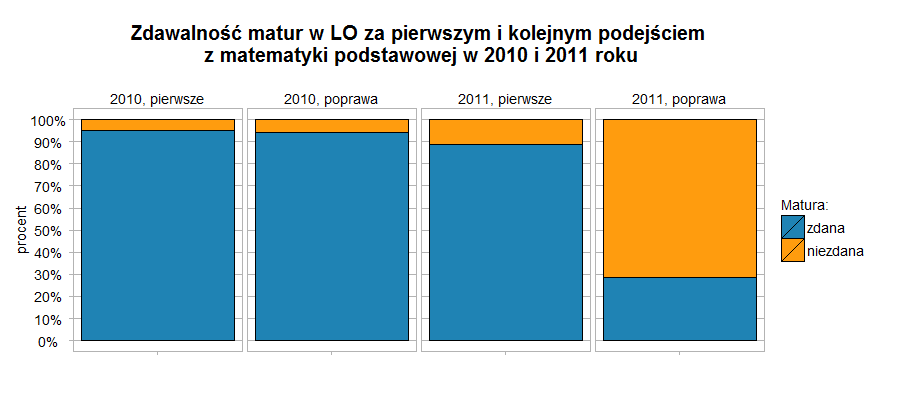 Zdawalność matur w LO za pierwszym i kolejnym podejściem
z matematyki podstawowej w 2010 i 2011 roku
2010, pierwsze
2010, poprawa
2011, pierwsze
2011, poprawa
100%
90%
80%
70%
60%
50%
40%
30%
20%
10%
0%
procent
Matura:
zdana
niezdana